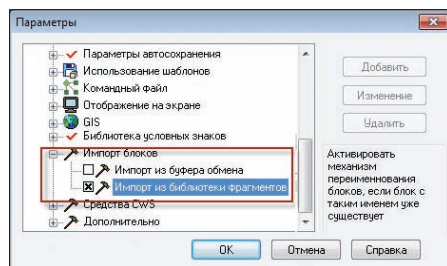 Параметры
Параметры автосохранения
Использование шаблонов
Командный файл
Отображение на экране
GIS
Библиотека условных знаков
Импорт блоков
Импорт из буфера обмена
Импорт из библиотеки фрагментов
Средства CWS
Дополнительно
Добавить
Изменение
Удалить
Активировать
механизм
переименования
блоков, если блок с
таким именем уже
существует
OK
Отмена
Справка